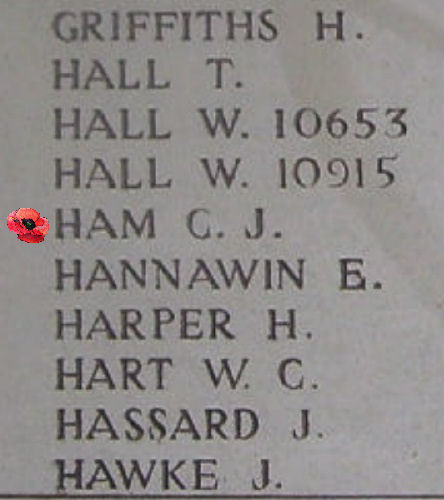 GRIFFITHS H.
HALL T.
HALL W. 10653
HALL W. 10915
HAM C. J.
HANNAWIN E.
HARPER H.
HART W. C.
HASSARD J.
HAWKE J.